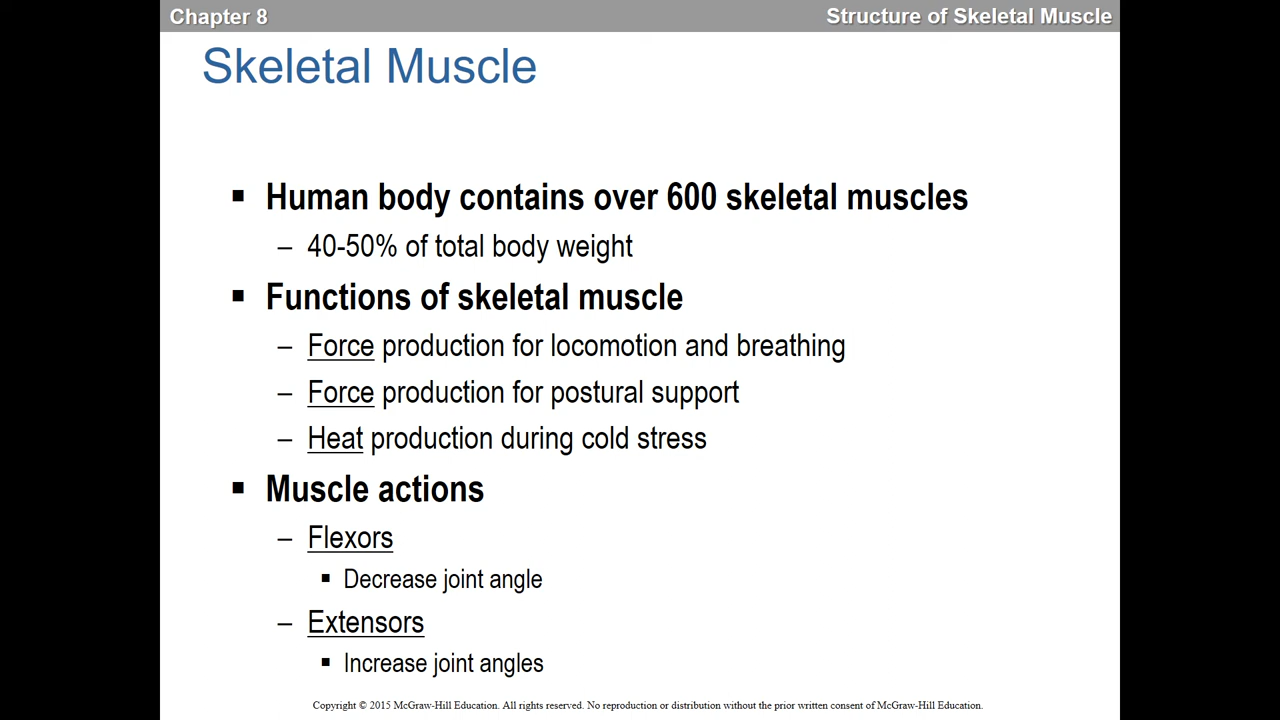 Chapter 8
Structure of Skeletal Muscle
Skeletal Muscle
▪ Human body contains over 600 skeletal muscles
– 40-50% of total body weight
▪ Functions of skeletal muscle
– Force production for locomotion and breathing
– Force production for postural support
– Heat production during cold stress
▪ Muscle actions
– Flexors
▪ Decrease joint angle
– Extensors
▪ Increase joint angles
Copyright © 2015 McGraw-Hill Education. All rights reserved. No reproduction or distribution without the prior written consent of McGraw-Hill Education.